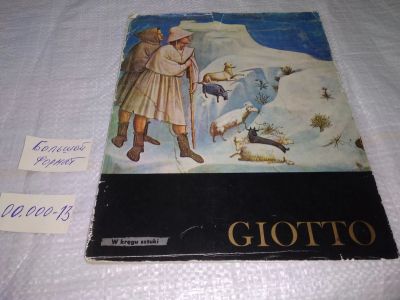 Большой
формат
00.000-13
W kręgu sztuki
GIOTTO